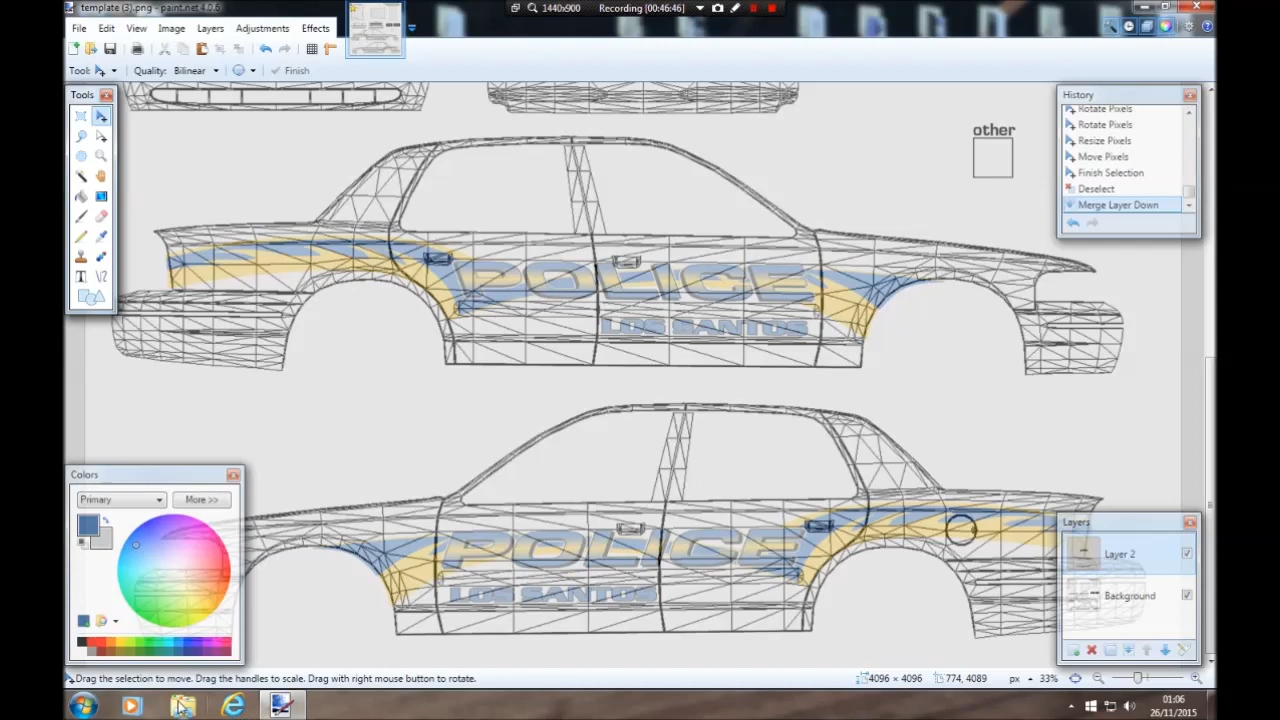 template (3).png - paint.net 4.0.6
1440x900
Recording [00:46:46]
File Edit View Image Layers Adjustments Effects
Tool: Quality: Bilinear Finish
Tools
History
Rotate Pixels
Rotate Pixels
Resize Pixels
Move Pixels
Finish Selection
Deselect
Merge Layer Down
other
POLICE
LOS SANTOS
POLICE
LOS SANTOS
Colors
Primary More >>
Layers
Layer 2
Background
Drag the selection to move. Drag the handles to scale. Drag with right mouse button to rotate.
4096 × 4096 774, 4089 px 33%
01:06
26/11/2015